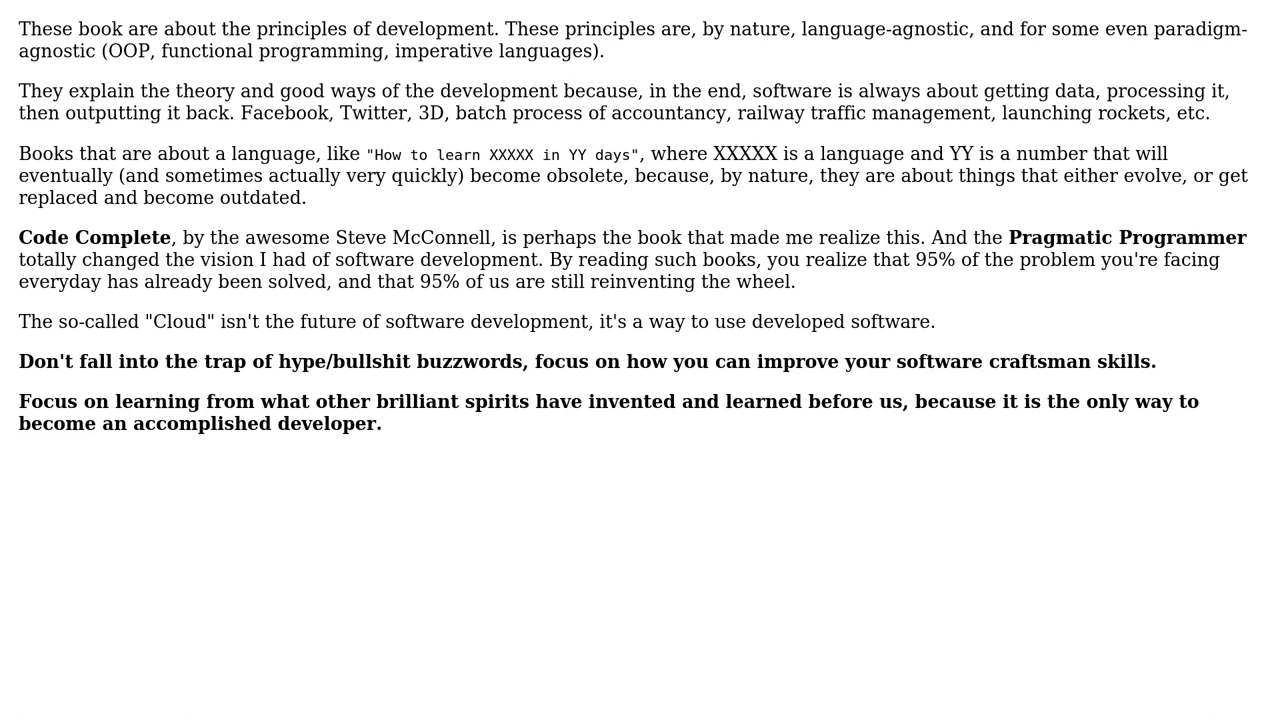 These book are about the principles of development. These principles are, by nature, language-agnostic, and for some even paradigm-
agnostic (OOP, functional programming, imperative languages).
They explain the theory and good ways of the development because, in the end, software is always about getting data, processing it,
then outputting it back. Facebook, Twitter, 3D, batch process of accountancy, railway traffic management, launching rockets, etc.
Books that are about a language, like "How to learn XXXXX in YY days", where XXXXX is a language and YY is a number that will
eventually (and sometimes actually very quickly) become obsolete, because, by nature, they are about things that either evolve, or get
replaced and become outdated.
Code Complete, by the awesome Steve McConnell, is perhaps the book that made me realize this. And the Pragmatic Programmer
totally changed the vision I had of software development. By reading such books, you realize that 95% of the problem you're facing
everyday has already been solved, and that 95% of us are still reinventing the wheel.
The so-called "Cloud" isn't the future of software development, it's a way to use developed software.
Don't fall into the trap of hype/bullshit buzzwords, focus on how you can improve your software craftsman skills.
Focus on learning from what other brilliant spirits have invented and learned before us, because it is the only way to
become an accomplished developer.